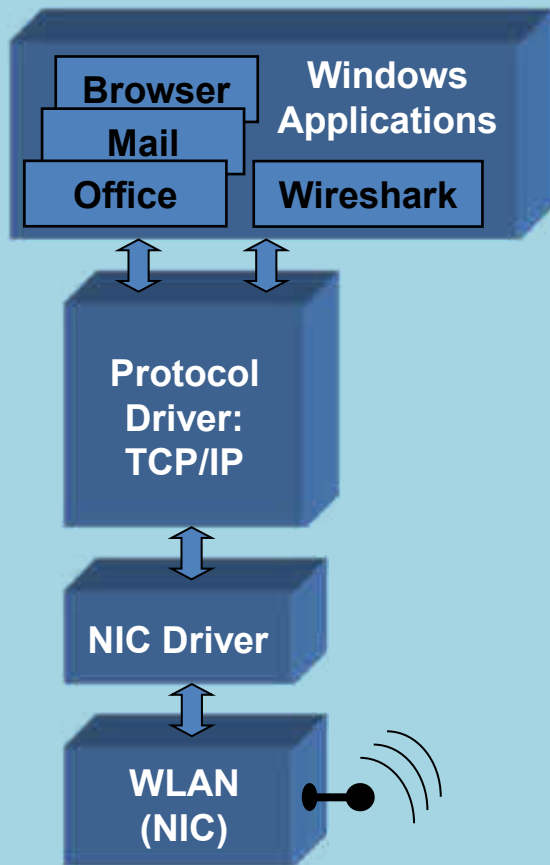 Windows
Applications
Browser
Mail
Office
Wireshark
Protocol
Driver:
TCP/IP
NIC Driver
WLAN
(NIC)